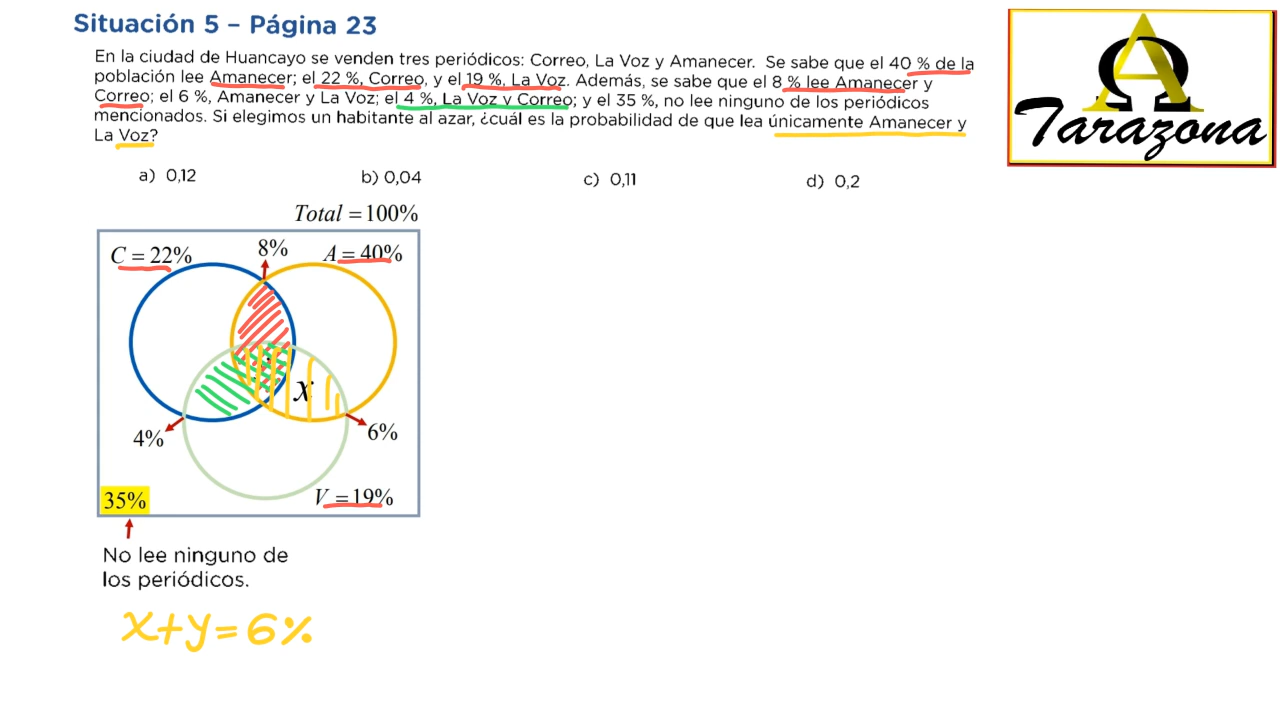 Situación 5 – Página 23
En la ciudad de Huancayo se venden tres periódicos: Correo, La Voz y Amanecer. Se sabe que el 40 % de la
población lee Amanecer; el 22 %, Correo, y el 19 %, La Voz. Además, se sabe que el 8 % lee Amanecer y
Correo; el 6 %, Amanecer y La Voz; el 4 %, La Voz y Correo; y el 35 %, no lee ninguno de los periódicos
mencionados. Si elegimos un habitante al azar, ¿cuál es la probabilidad de que lea únicamente Amanecer y
La Voz?
a) 0,12 b) 0,04 c) 0,11 d) 0,2
AΩ
Tarazona
Total = 100%
C = 22% 8% A = 40%
x
4% 6%
35% V = 19%
No lee ninguno de
los periódicos.
x+y=6%